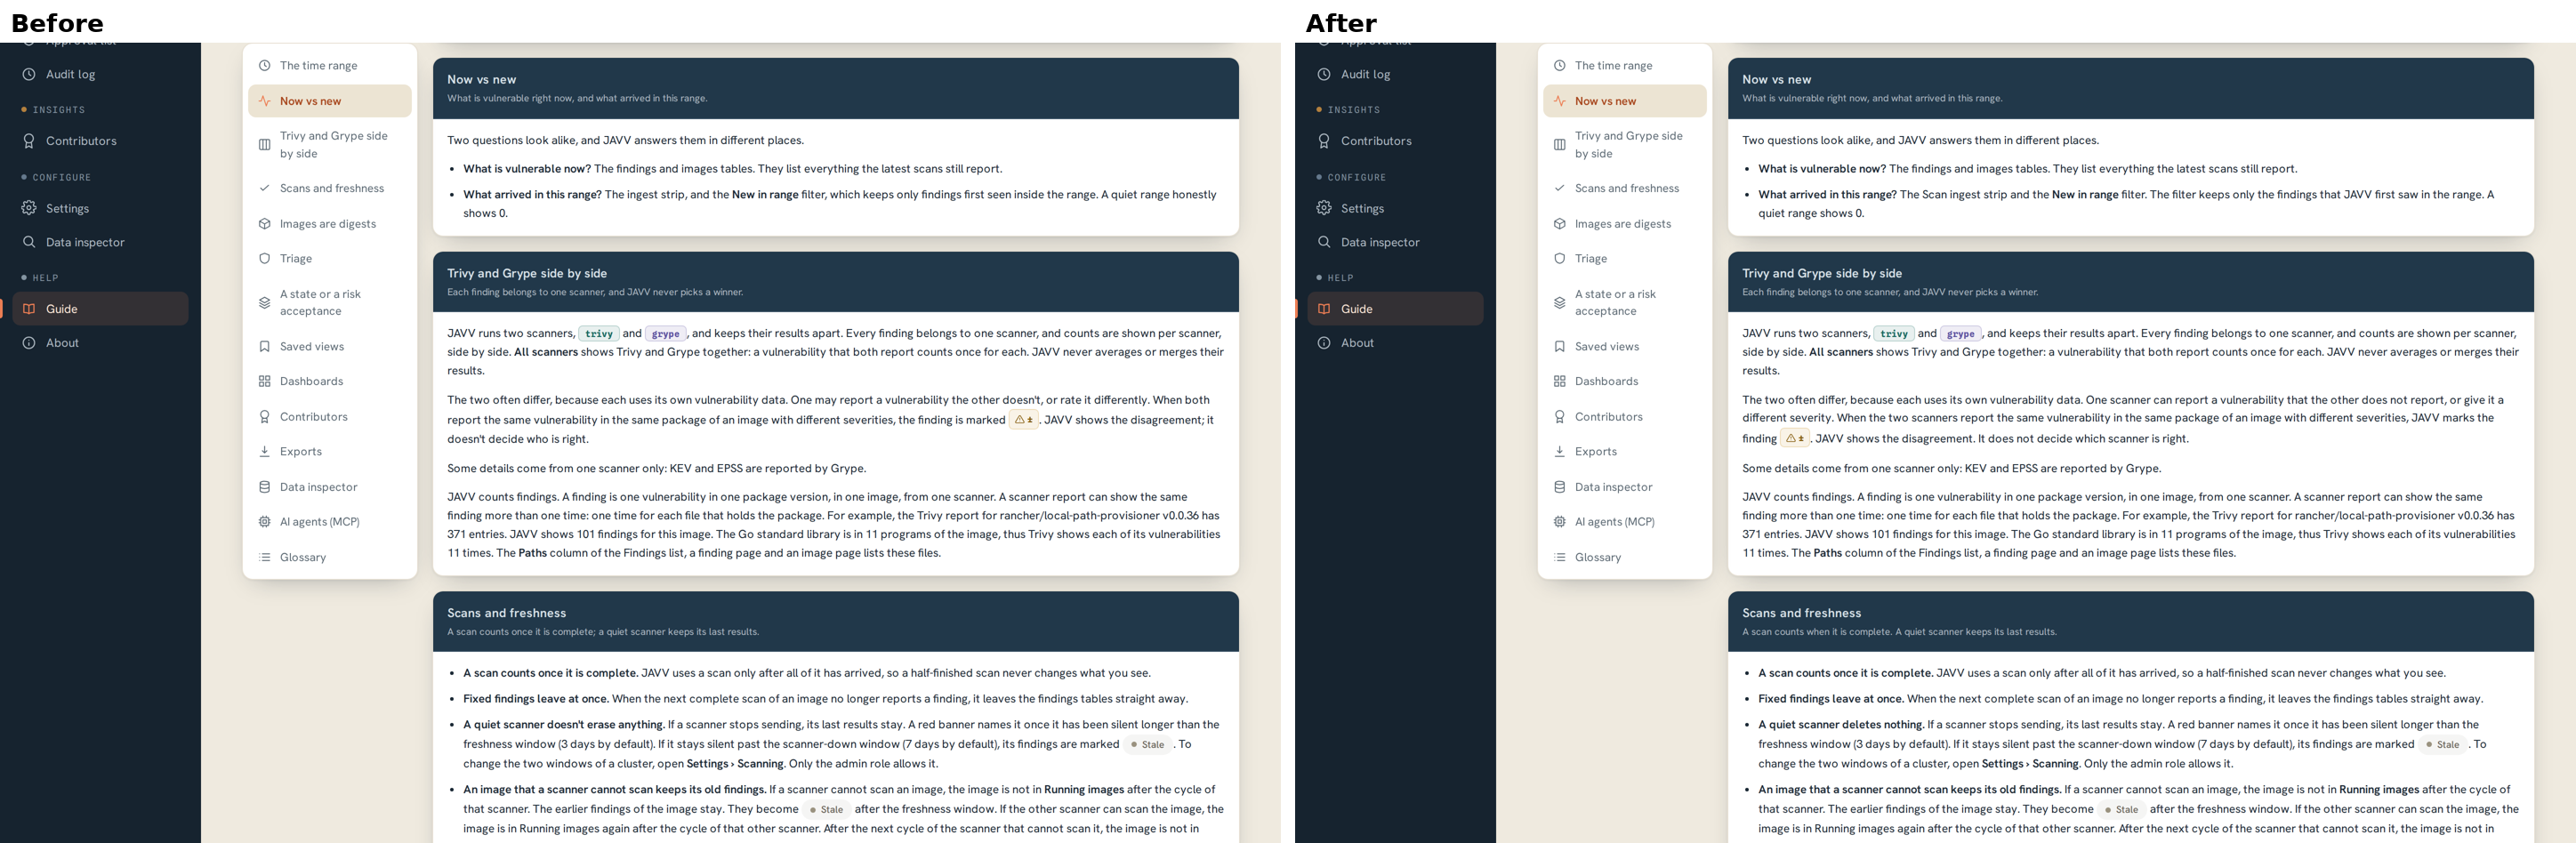 Before
Approval list
Audit log
INSIGHTS
Contributors
CONFIGURE
Settings
Data inspector
HELP
Guide
About
The time range
Now vs new
Trivy and Grype side
by side
Scans and freshness
Images are digests
Triage
A state or a risk
acceptance
Saved views
Dashboards
Contributors
Exports
Data inspector
AI agents (MCP)
Glossary
Now vs new
What is vulnerable right now, and what arrived in this range.
Two questions look alike, and JAVV answers them in different places.
• What is vulnerable now? The findings and images tables. They list everything the latest scans still report.
• What arrived in this range? The ingest strip, and the New in range filter, which keeps only findings first seen inside the range. A quiet range honestly
shows 0.
Trivy and Grype side by side
Each finding belongs to one scanner, and JAVV never picks a winner.
JAVV runs two scanners, trivy and grype, and keeps their results apart. Every finding belongs to one scanner, and counts are shown per scanner,
side by side. All scanners shows Trivy and Grype together: a vulnerability that both report counts once for each. JAVV never averages or merges their
results.
The two often differ, because each uses its own vulnerability data. One may report a vulnerability the other doesn't, or rate it differently. When both
report the same vulnerability in the same package of an image with different severities, the finding is marked ±. JAVV shows the disagreement; it
doesn't decide who is right.
Some details come from one scanner only: KEV and EPSS are reported by Grype.
JAVV counts findings. A finding is one vulnerability in one package version, in one image, from one scanner. A scanner report can show the same
finding more than one time: one time for each file that holds the package. For example, the Trivy report for rancher/local-path-provisioner v0.0.36 has
371 entries. JAVV shows 101 findings for this image. The Go standard library is in 11 programs of the image, thus Trivy shows each of its vulnerabilities
11 times. The Paths column of the Findings list, a finding page and an image page lists these files.
Scans and freshness
A scan counts once it is complete; a quiet scanner keeps its last results.
• A scan counts once it is complete. JAVV uses a scan only after all of it has arrived, so a half-finished scan never changes what you see.
• Fixed findings leave at once. When the next complete scan of an image no longer reports a finding, it leaves the findings tables straight away.
• A quiet scanner doesn't erase anything. If a scanner stops sending, its last results stay. A red banner names it once it has been silent longer than the
freshness window (3 days by default). If it stays silent past the scanner-down window (7 days by default), its findings are marked Stale. To
change the two windows of a cluster, open Settings › Scanning. Only the admin role allows it.
• An image that a scanner cannot scan keeps its old findings. If a scanner cannot scan an image, the image is not in Running images after the cycle of
that scanner. The earlier findings of the image stay. They become Stale after the freshness window. If the other scanner can scan the image, the
image is in Running images again after the cycle of that other scanner. After the next cycle of the scanner that cannot scan it, the image is not in
After
Approval list
Audit log
INSIGHTS
Contributors
CONFIGURE
Settings
Data inspector
HELP
Guide
About
The time range
Now vs new
Trivy and Grype side
by side
Scans and freshness
Images are digests
Triage
A state or a risk
acceptance
Saved views
Dashboards
Contributors
Exports
Data inspector
AI agents (MCP)
Glossary
Now vs new
What is vulnerable right now, and what arrived in this range.
Two questions look alike, and JAVV answers them in different places.
• What is vulnerable now? The findings and images tables. They list everything the latest scans still report.
• What arrived in this range? The Scan ingest strip and the New in range filter. The filter keeps only the findings that JAVV first saw in the range. A
quiet range shows 0.
Trivy and Grype side by side
Each finding belongs to one scanner, and JAVV never picks a winner.
JAVV runs two scanners, trivy and grype, and keeps their results apart. Every finding belongs to one scanner, and counts are shown per scanner,
side by side. All scanners shows Trivy and Grype together: a vulnerability that both report counts once for each. JAVV never averages or merges their
results.
The two often differ, because each uses its own vulnerability data. One scanner can report a vulnerability that the other does not report, or give it a
different severity. When the two scanners report the same vulnerability in the same package of an image with different severities, JAVV marks the
finding ±. JAVV shows the disagreement. It does not decide which scanner is right.
Some details come from one scanner only: KEV and EPSS are reported by Grype.
JAVV counts findings. A finding is one vulnerability in one package version, in one image, from one scanner. A scanner report can show the same
finding more than one time: one time for each file that holds the package. For example, the Trivy report for rancher/local-path-provisioner v0.0.36 has
371 entries. JAVV shows 101 findings for this image. The Go standard library is in 11 programs of the image, thus Trivy shows each of its vulnerabilities
11 times. The Paths column of the Findings list, a finding page and an image page lists these files.
Scans and freshness
A scan counts when it is complete. A quiet scanner keeps its last results.
• A scan counts once it is complete. JAVV uses a scan only after all of it has arrived, so a half-finished scan never changes what you see.
• Fixed findings leave at once. When the next complete scan of an image no longer reports a finding, it leaves the findings tables straight away.
• A quiet scanner deletes nothing. If a scanner stops sending, its last results stay. A red banner names it once it has been silent longer than the
freshness window (3 days by default). If it stays silent past the scanner-down window (7 days by default), its findings are marked Stale. To
change the two windows of a cluster, open Settings › Scanning. Only the admin role allows it.
• An image that a scanner cannot scan keeps its old findings. If a scanner cannot scan an image, the image is not in Running images after the cycle of
that scanner. The earlier findings of the image stay. They become Stale after the freshness window. If the other scanner can scan the image, the
image is in Running images again after the cycle of that other scanner. After the next cycle of the scanner that cannot scan it, the image is not in